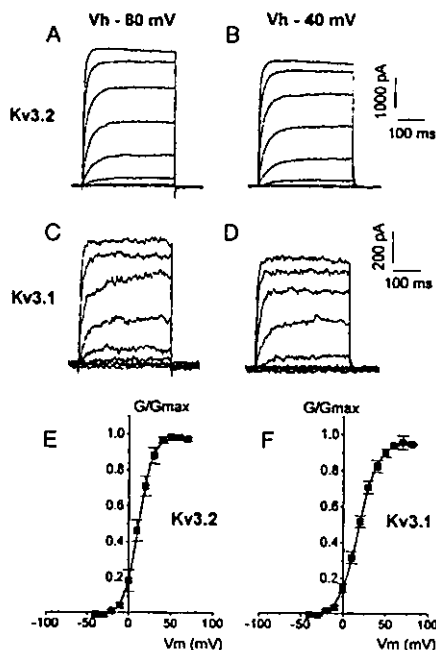 Vh - 80 mV
Vh - 40 mV
A
B
Kv3.2
1000 pA
100 ms
C
D
Kv3.1
200 pA
100 ms
G/Gmax
G/Gmax
E
F
1.0
1.0
0.8
0.8
0.6
0.6
Kv3.2
Kv3.1
0.4
0.4
0.2
0.2
-100
-50
0
50
100
-100
-50
0
50
100
Vm (mV)
Vm (mV)